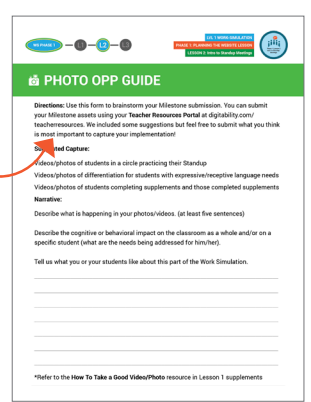 WS PHASE 1
L1
L2
L3
LVL 1 WORK SIMULATION
PHASE 1: PLANNING THE WEBSITE LESSON
LESSON 2: Intro to Standup Meetings
PHOTO OPP GUIDE
Directions: Use this form to brainstorm your Milestone submission. You can submit
your Milestone assets using your Teacher Resources Portal at digitability.com/
teacherresources. We included some suggestions but feel free to submit what you think
is most important to capture your implementation!
Capture:
Videos/photos of students in a circle practicing their Standup
Videos/photos of differentiation for students with expressive/receptive language needs
Videos/photos of students completing supplements and those completed supplements
Narrative:
Describe what is happening in your photos/videos. (at least five sentences)
Describe the cognitive or behavioral impact on the classroom as a whole and/or on a
specific student (what are the needs being addressed for him/her).
Tell us what you or your students like about this part of the Work Simulation.
*Refer to the How To Take a Good Video/Photo resource in Lesson 1 supplements